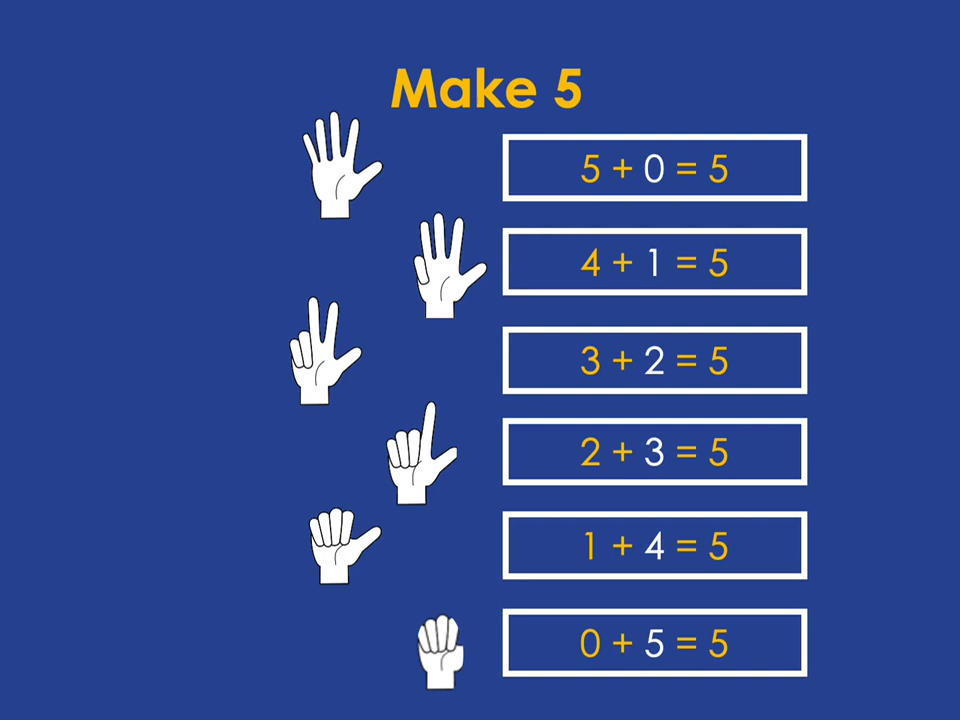 Make 5
5 + 0 = 5
4 + 1 = 5
3 + 2 = 5
2 + 3 = 5
1 + 4 = 5
0 + 5 = 5